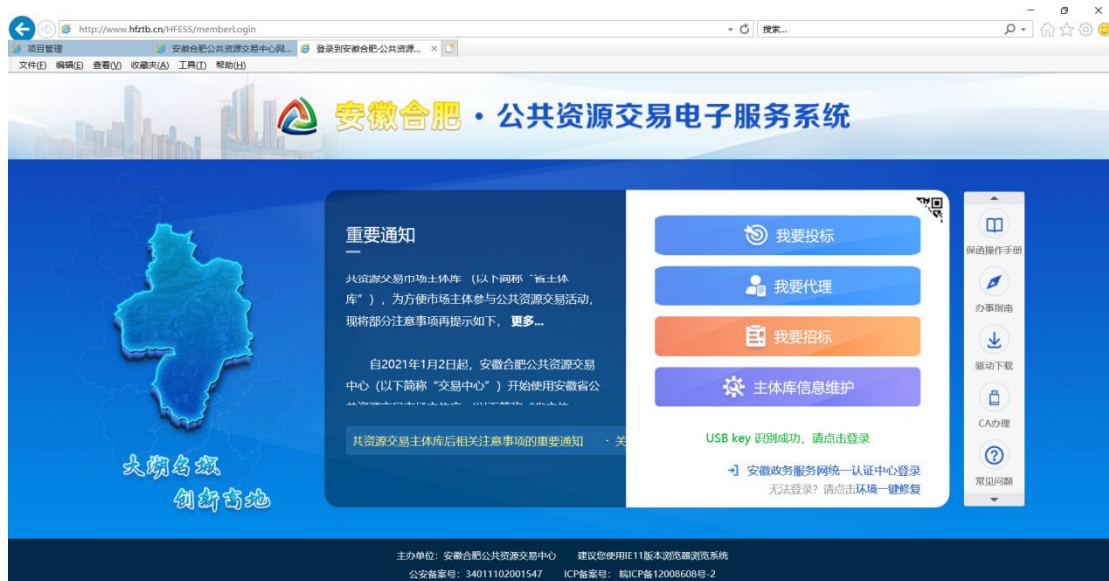 http://www.hfztb.cn/HFESS/memberLogin
搜索...
项目管理
安徽合肥公共资源交易中心网...
登录到安徽合肥·公共资源...
文件(F) 编辑(E) 查看(V) 收藏夹(A) 工具(T) 帮助(H)
安徽合肥·公共资源交易电子服务系统
重要通知
共资源交易市场主体库（以下简称“省主体
库”），为方便市场主体参与公共资源交易活动，
现将部分注意事项再提示如下， 更多...
自2021年1月2日起，安徽合肥公共资源交易
中心（以下简称“交易中心”）开始使用安徽省公
共资源交易主体库后相关注意事项的重要通知 · 关
大湖名城
创新高地
我要投标
我要代理
我要招标
主体库信息维护
USB key 识别成功，请点击登录
安徽政务服务网统一认证中心登录
无法登录？请点击环境一键修复
保函操作手册
办事指南
驱动下载
CA办理
常见问题
主办单位：安徽合肥公共资源交易中心 建议您使用IE11版本浏览器浏览系统
公安备案号：34011102001547 ICP备案号：皖ICP备12008608号-2